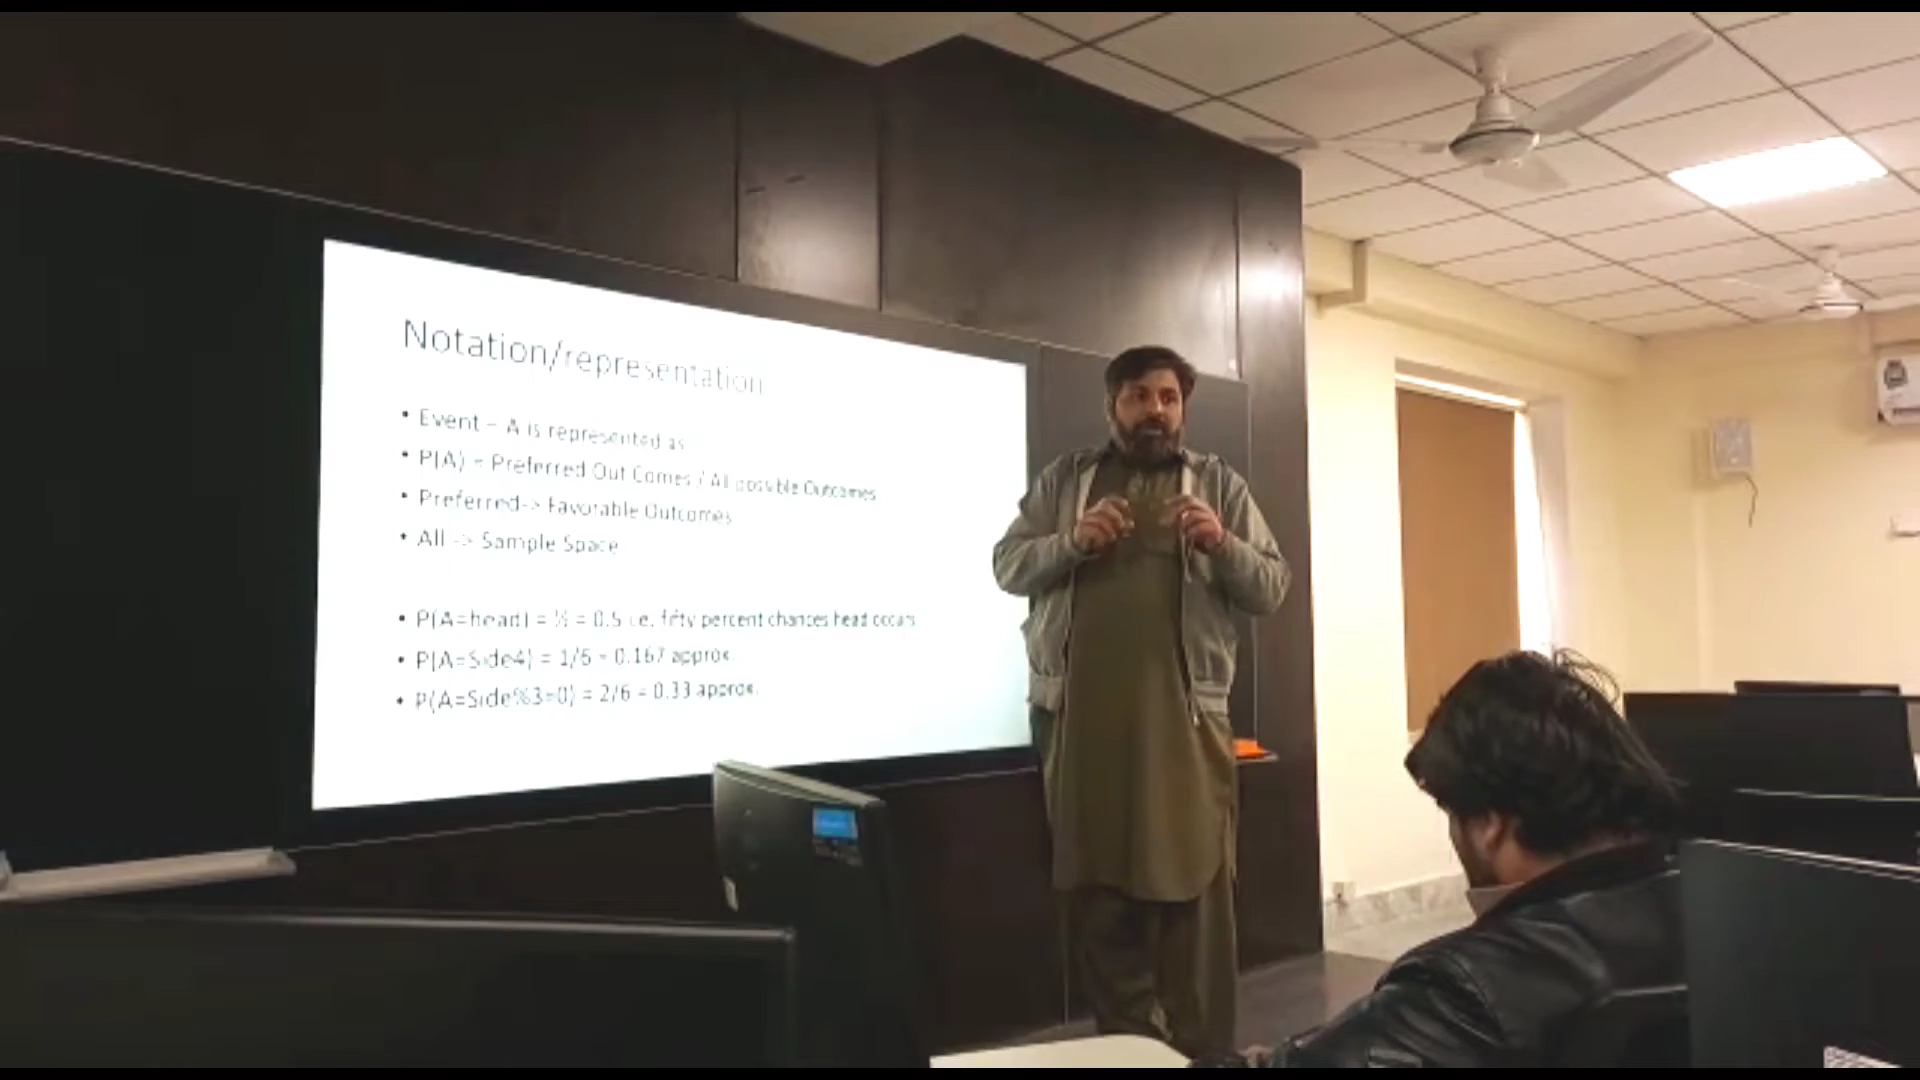 Notation/representation
• Event – A is represented as
• P(A) = Preferred Out Comes / All possible Outcomes
• Preferred-> Favorable Outcomes
• All -> Sample Space
• P(A=head) = ½ = 0.5 i.e. fifty percent chances head occurs
• P(A=Side4) = 1/6 = 0.167 approx.
• P(A=Side%3=0) = 2/6 = 0.33 approx.